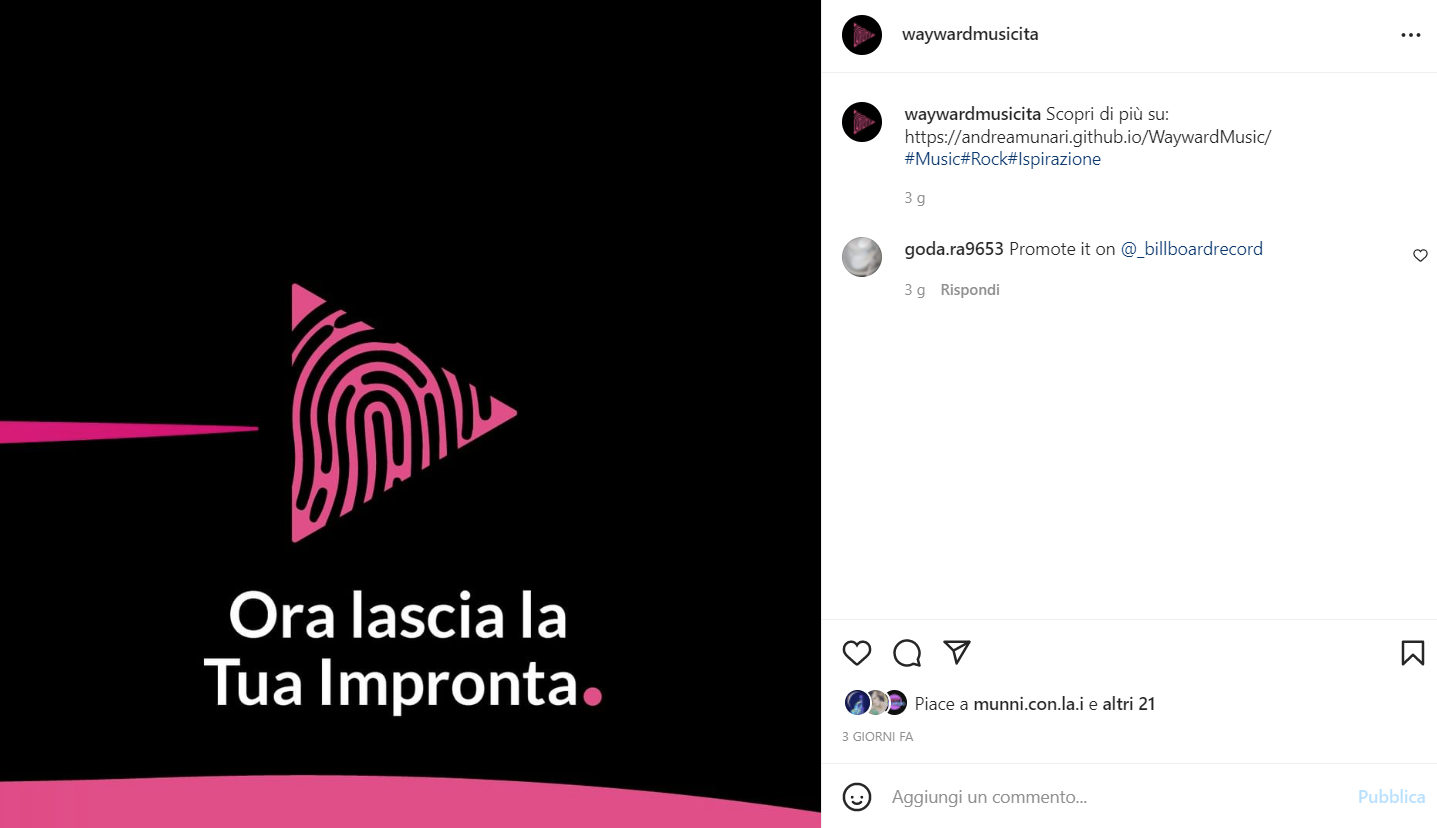 Ora lascia la
Tua Impronta.
waywardmusicita
waywardmusicita Scopri di più su:
https://andreamunari.github.io/WaywardMusic/
#Music#Rock#Ispirazione
3 g
goda.ra9653 Promote it on @_billboardrecord
3 g Rispondi
Piace a munni.con.la.i e altri 21
3 GIORNI FA
Aggiungi un commento... Pubblica